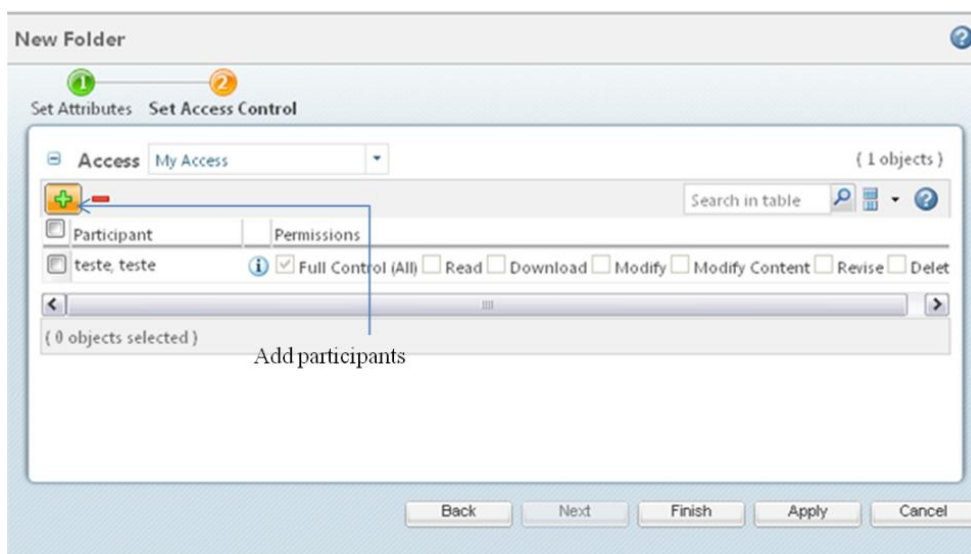 New Folder
1 2
Set Attributes Set Access Control
Access My Access ( 1 objects )
Search in table
Participant Permissions
teste, teste Full Control (All) Read Download Modify Modify Content Revise Delet
( 0 objects selected )
Add participants
Back Next Finish Apply Cancel